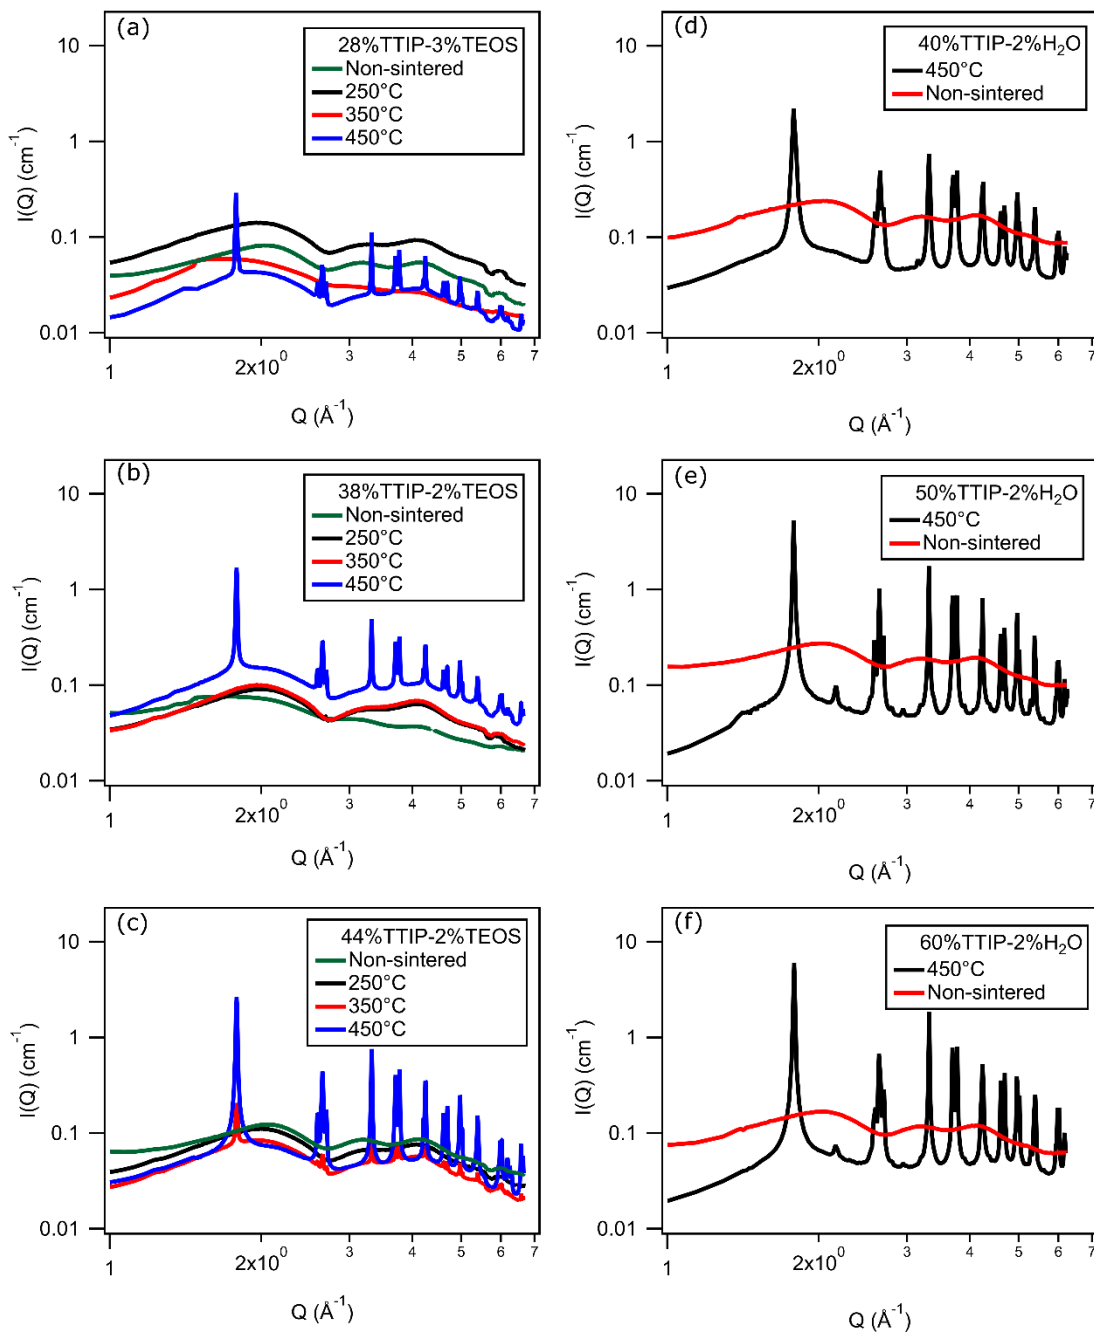 (a)
28%TTIP-3%TEOS
Non-sintered
250°C
350°C
450°C
10
1
0.1
0.01
I(Q) (cm⁻¹)
1
2x10⁰
3
4
5
6
7
Q (Å⁻¹)
(d)
40%TTIP-2%H₂O
450°C
Non-sintered
10
1
0.1
0.01
I(Q) (cm⁻¹)
1
2x10⁰
3
4
5
6
7
Q (Å⁻¹)
(b)
38%TTIP-2%TEOS
Non-sintered
250°C
350°C
450°C
10
1
0.1
0.01
I(Q) (cm⁻¹)
1
2x10⁰
3
4
5
6
7
Q (Å⁻¹)
(e)
50%TTIP-2%H₂O
450°C
Non-sintered
10
1
0.1
0.01
I(Q) (cm⁻¹)
1
2x10⁰
3
4
5
6
7
Q (Å⁻¹)
(c)
44%TTIP-2%TEOS
Non-sintered
250°C
350°C
450°C
10
1
0.1
0.01
I(Q) (cm⁻¹)
1
2x10⁰
3
4
5
6
7
Q (Å⁻¹)
(f)
60%TTIP-2%H₂O
450°C
Non-sintered
10
1
0.1
0.01
I(Q) (cm⁻¹)
1
2x10⁰
3
4
5
6
7
Q (Å⁻¹)